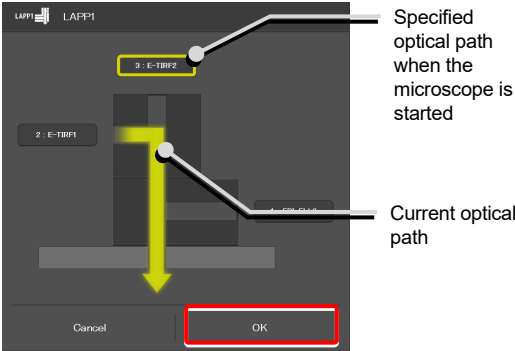 LAPP1 LAPP1
Specified
optical path
when the
microscope is
started
3 : E-TIRF2
2 : E-TIRF1
Current optical
path
Cancel
OK